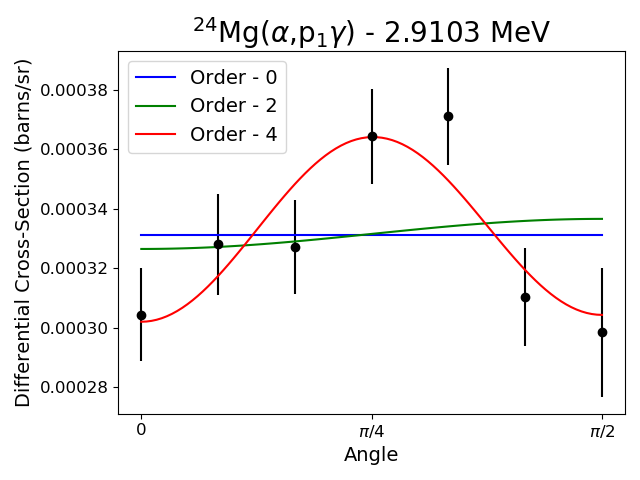 ²⁴Mg(α,p₁γ) - 2.9103 MeV
Order - 0
Order - 2
Order - 4
Differential Cross-Section (barns/sr)
0.00038
0.00036
0.00034
0.00032
0.00030
0.00028
0
π/4
π/2
Angle